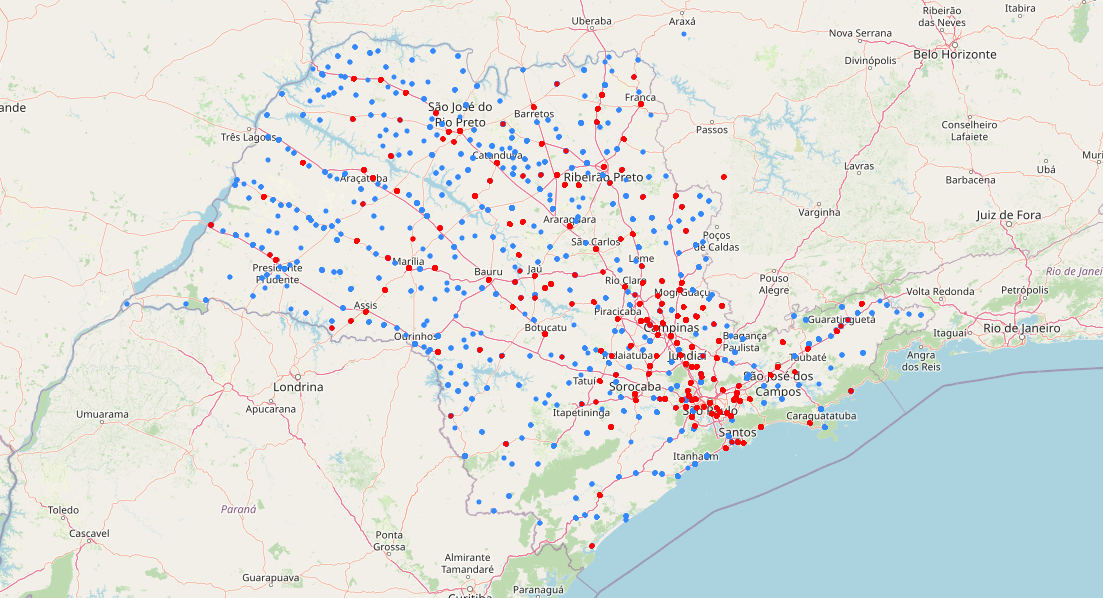 Uberaba
Araxá
Ribeirão
das Neves
Itabira
Nova Serrana
Belo Horizonte
Divinópolis
ande
São José do
Rio Preto
Barretos
Franca
Passos
Conselheiro
Lafaiete
Três Lagoas
Catanduva
Muri
Araçatuba
Ribeirão Preto
Lavras
Ubá
Barbacena
Araraquara
Varginha
Juiz de Fora
São Carlos
Poços
de Caldas
Marília
Presidente
Prudente
Bauru
Jaú
Leme
Rio Claro
Mogi Guaçu
Pouso
Alegre
Rio de Janei
Petrópolis
Volta Redonda
Assis
Piracicaba
Guaratinguetá
Ourinhos
Botucatu
Campinas
Bragança
Paulista
Itaguaí
Rio de Janeiro
Indaiatuba
Jundiaí
Taubaté
Angra
dos Reis
Londrina
Tatuí
Sorocaba
São José dos
Campos
Apucarana
Umuarama
Itapetininga
São Paulo
Caraguatatuba
Santos
Itanhaém
Toledo
Paraná
Cascavel
Ponta
Grossa
Almirante
Tamandaré
Guarapuava
Curitiba
Paranaguá